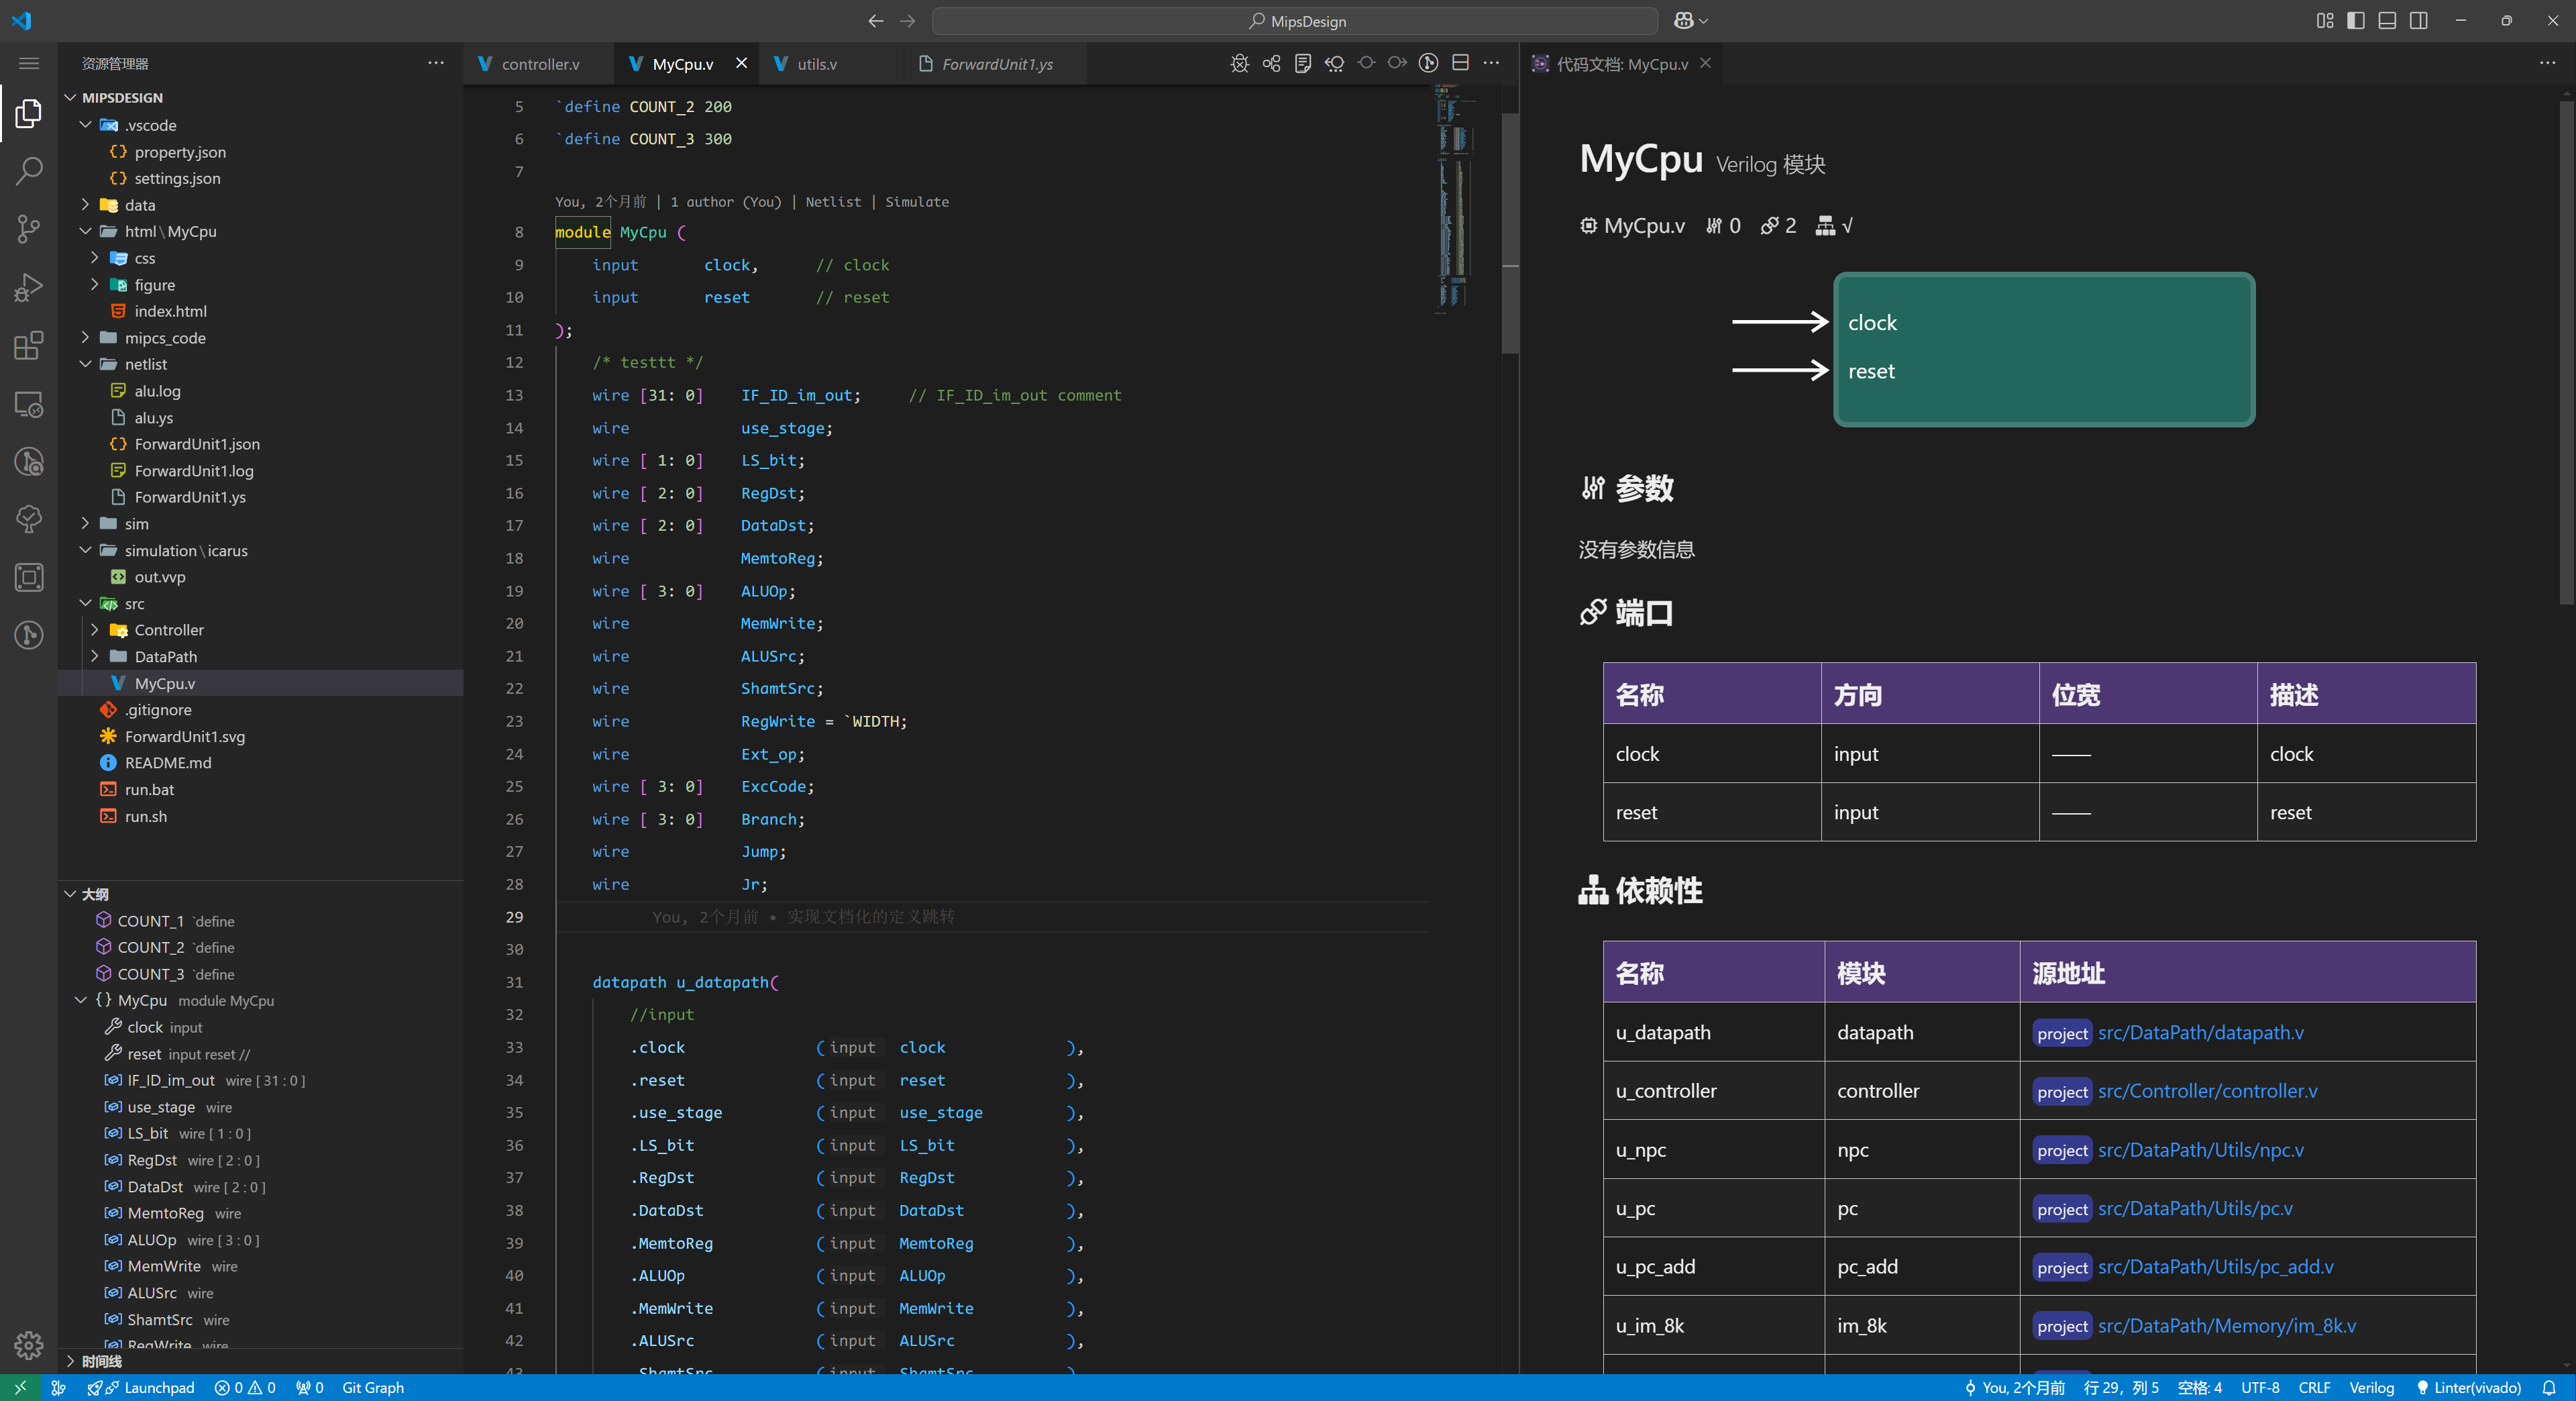 MipsDesign
资源管理器
MIPSDESIGN
.vscode
property.json
settings.json
data
html\MyCpu
css
figure
index.html
mipcs_code
netlist
alu.log
alu.ys
ForwardUnit1.json
ForwardUnit1.log
ForwardUnit1.ys
sim
simulation\icarus
out.vvp
src
Controller
DataPath
MyCpu.v
.gitignore
ForwardUnit1.svg
README.md
run.bat
run.sh
大纲
COUNT_1 `define
COUNT_2 `define
COUNT_3 `define
{} MyCpu module MyCpu
clock input
reset input reset //
IF_ID_im_out wire [ 31 : 0 ]
use_stage wire
LS_bit wire [ 1 : 0 ]
RegDst wire [ 2 : 0 ]
DataDst wire [ 2 : 0 ]
MemtoReg wire
ALUOp wire [ 3 : 0 ]
MemWrite wire
ALUSrc wire
ShamtSrc wire
RegWrite wire
时间线
controller.v MyCpu.v utils.v ForwardUnit1.ys
5 `define COUNT_2 200
6 `define COUNT_3 300
7
You, 2个月前 | 1 author (You) | Netlist | Simulate
8 module MyCpu (
9 input clock, // clock
10 input reset // reset
11 );
12 /* testtt */
13 wire [31: 0] IF_ID_im_out; // IF_ID_im_out comment
14 wire use_stage;
15 wire [ 1: 0] LS_bit;
16 wire [ 2: 0] RegDst;
17 wire [ 2: 0] DataDst;
18 wire MemtoReg;
19 wire [ 3: 0] ALUOp;
20 wire MemWrite;
21 wire ALUSrc;
22 wire ShamtSrc;
23 wire RegWrite = `WIDTH;
24 wire Ext_op;
25 wire [ 3: 0] ExcCode;
26 wire [ 3: 0] Branch;
27 wire Jump;
28 wire Jr;
29 You, 2个月前 • 实现文档化的定义跳转
30
31 datapath u_datapath(
32 //input
33 .clock (input clock ),
34 .reset (input reset ),
35 .use_stage (input use_stage ),
36 .LS_bit (input LS_bit ),
37 .RegDst (input RegDst ),
38 .DataDst (input DataDst ),
39 .MemtoReg (input MemtoReg ),
40 .ALUOp (input ALUOp ),
41 .MemWrite (input MemWrite ),
42 .ALUSrc (input ALUSrc ),
43 .ShamtSrc (input ShamtSrc ),
代码文档: MyCpu.v
MyCpu Verilog 模块
MyCpu.v 0 2 √
clock
reset
参数
没有参数信息
端口
名称 方向 位宽 描述
clock input —— clock
reset input —— reset
依赖性
名称 模块 源地址
u_datapath datapath project src/DataPath/datapath.v
u_controller controller project src/Controller/controller.v
u_npc npc project src/DataPath/Utils/npc.v
u_pc pc project src/DataPath/Utils/pc.v
u_pc_add pc_add project src/DataPath/Utils/pc_add.v
u_im_8k im_8k project src/DataPath/Memory/im_8k.v
Launchpad 0 0 0 Git Graph
You, 2个月前 行 29，列 5 空格: 4 UTF-8 CRLF Verilog Linter(vivado)